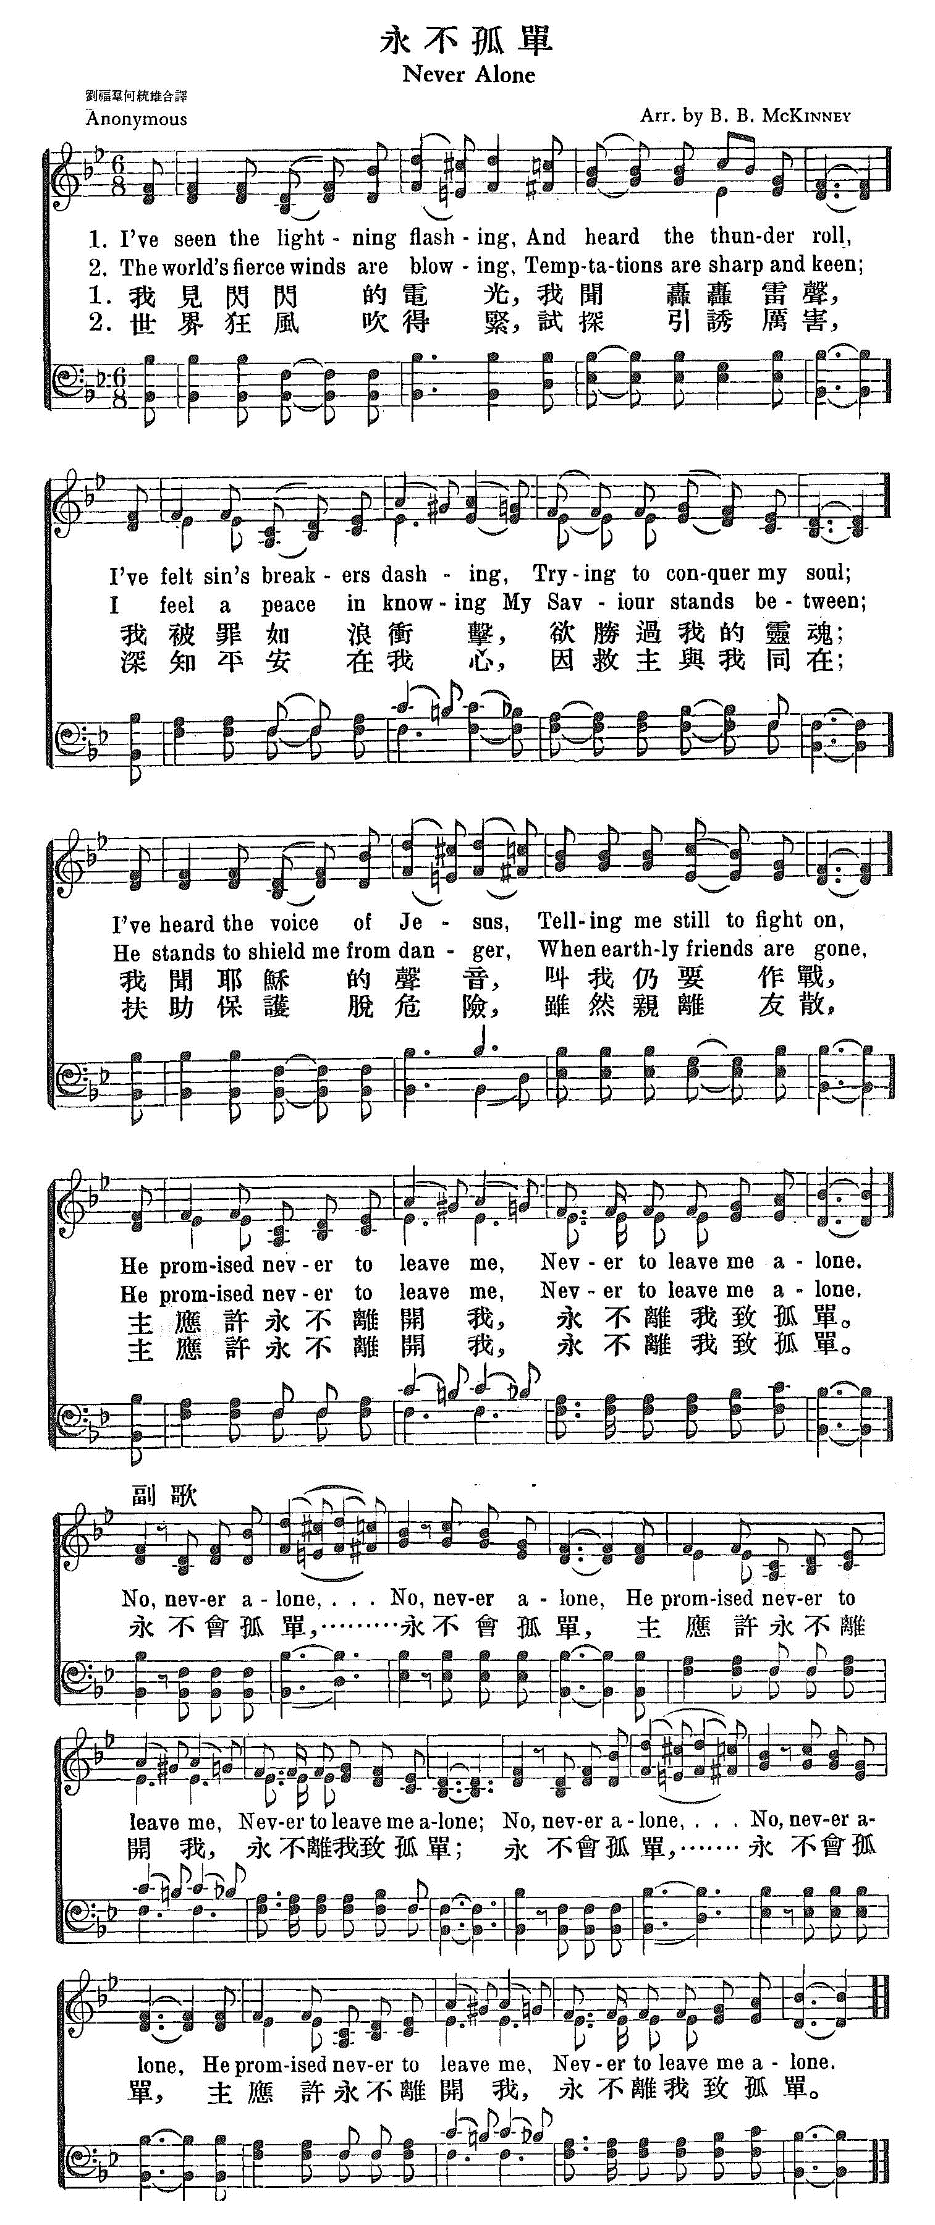 永不孤單
Never Alone
劉福羣何統雄合譯
Anonymous
Arr. by B. B. McKINNEY
1. I've seen the light - ning flash - ing, And heard the thun-der roll,
2. The world's fierce winds are blow - ing, Temp-ta-tions are sharp and keen;
1. 我見閃閃的電光,我聞轟轟雷聲,
2. 世界狂風吹得緊,試探引誘厲害,
I've felt sin's break - ers dash - ing, Try - ing to con-quer my soul;
I feel a peace in know - ing My Sav - iour stands be - tween;
我被罪如浪衝擊,欲勝過我的靈魂;
深知平安在我心,因救主與我同在;
I've heard the voice of Je - sus, Tell-ing me still to fight on,
He stands to shield me from dan - ger, When earth-ly friends are gone,
我聞耶穌的聲音,叫我仍要作戰,
扶助保護脫危險,雖然親離友散,
He prom-ised nev - er to leave me, Nev - er to leave me a - lone.
He prom-ised nev - er to leave me, Nev - er to leave me a - lone.
主應許永不離開我,永不離我致孤單。
主應許永不離開我,永不離我致孤單。
副歌
No, nev-er a - lone, . . . No, nev-er a - lone, He prom-ised nev-er to
永不會孤單,………永不會孤單,主應許永不離
leave me, Nev-er to leave me a-lone; No, nev-er a - lone, . . . No, nev-er a-
開我,永不離我致孤單;永不會孤單,……永不會孤
lone, He prom-ised nev-er to leave me, Nev - er to leave me a - lone.
單,主應許永不離開我,永不離我致孤單。